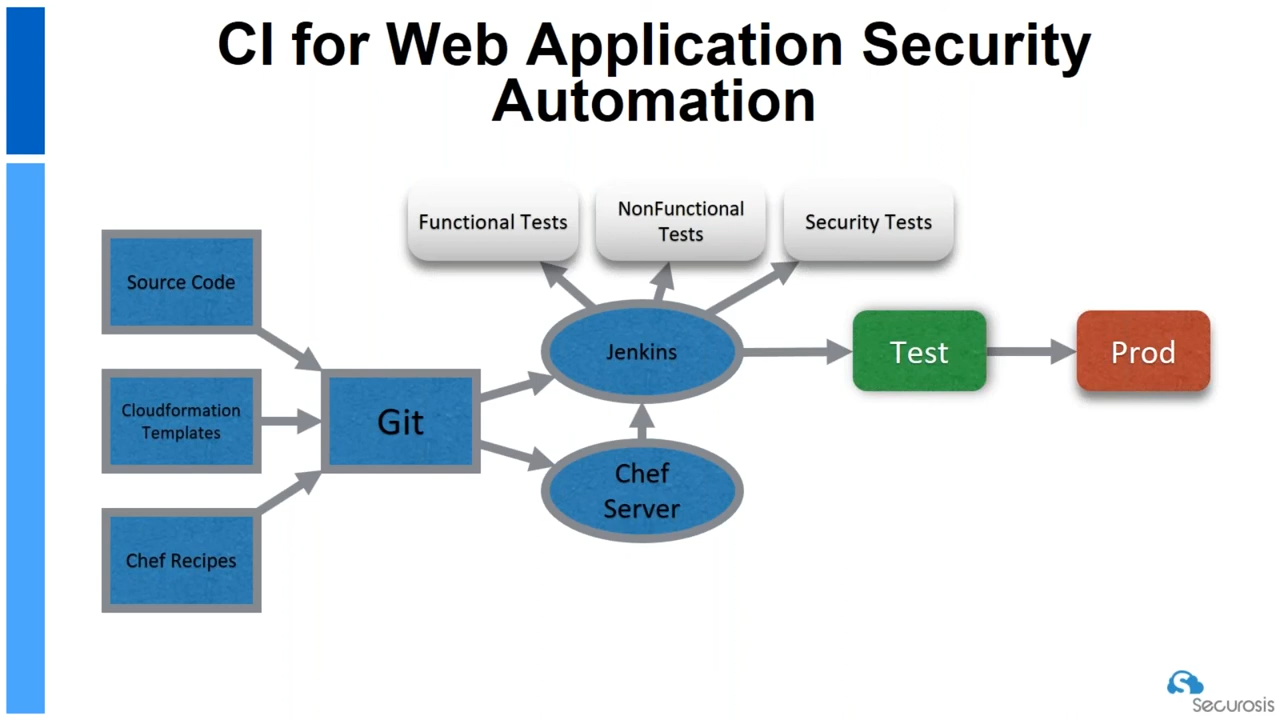 CI for Web Application Security
Automation
Functional Tests
NonFunctional
Tests
Security Tests
Source Code
Jenkins
Test
Prod
Cloudformation
Templates
Git
Chef
Server
Chef Recipes
S
Securosis